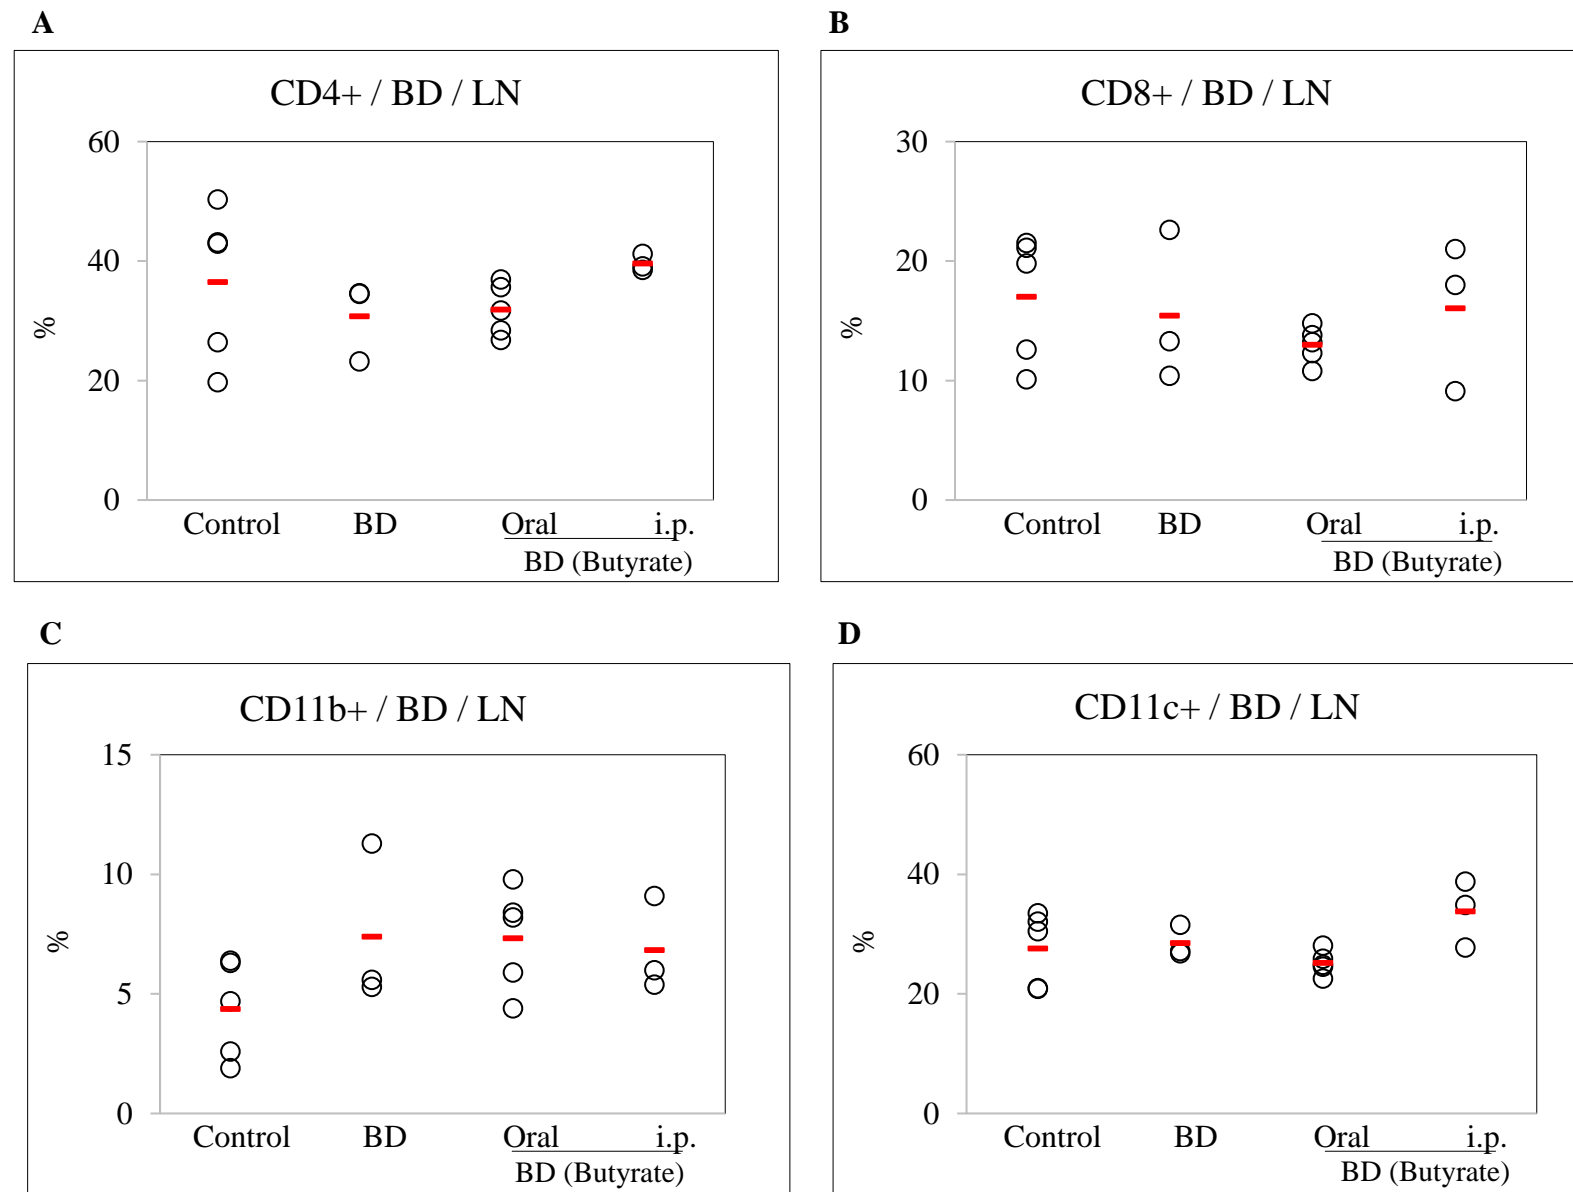 A
CD4+ / BD / LN
60
40
20
0
%
Control BD Oral i.p.
BD (Butyrate)
B
CD8+ / BD / LN
30
20
10
0
%
Control BD Oral i.p.
BD (Butyrate)
C
CD11b+ / BD / LN
15
10
5
0
%
Control BD Oral i.p.
BD (Butyrate)
D
CD11c+ / BD / LN
60
40
20
0
%
Control BD Oral i.p.
BD (Butyrate)